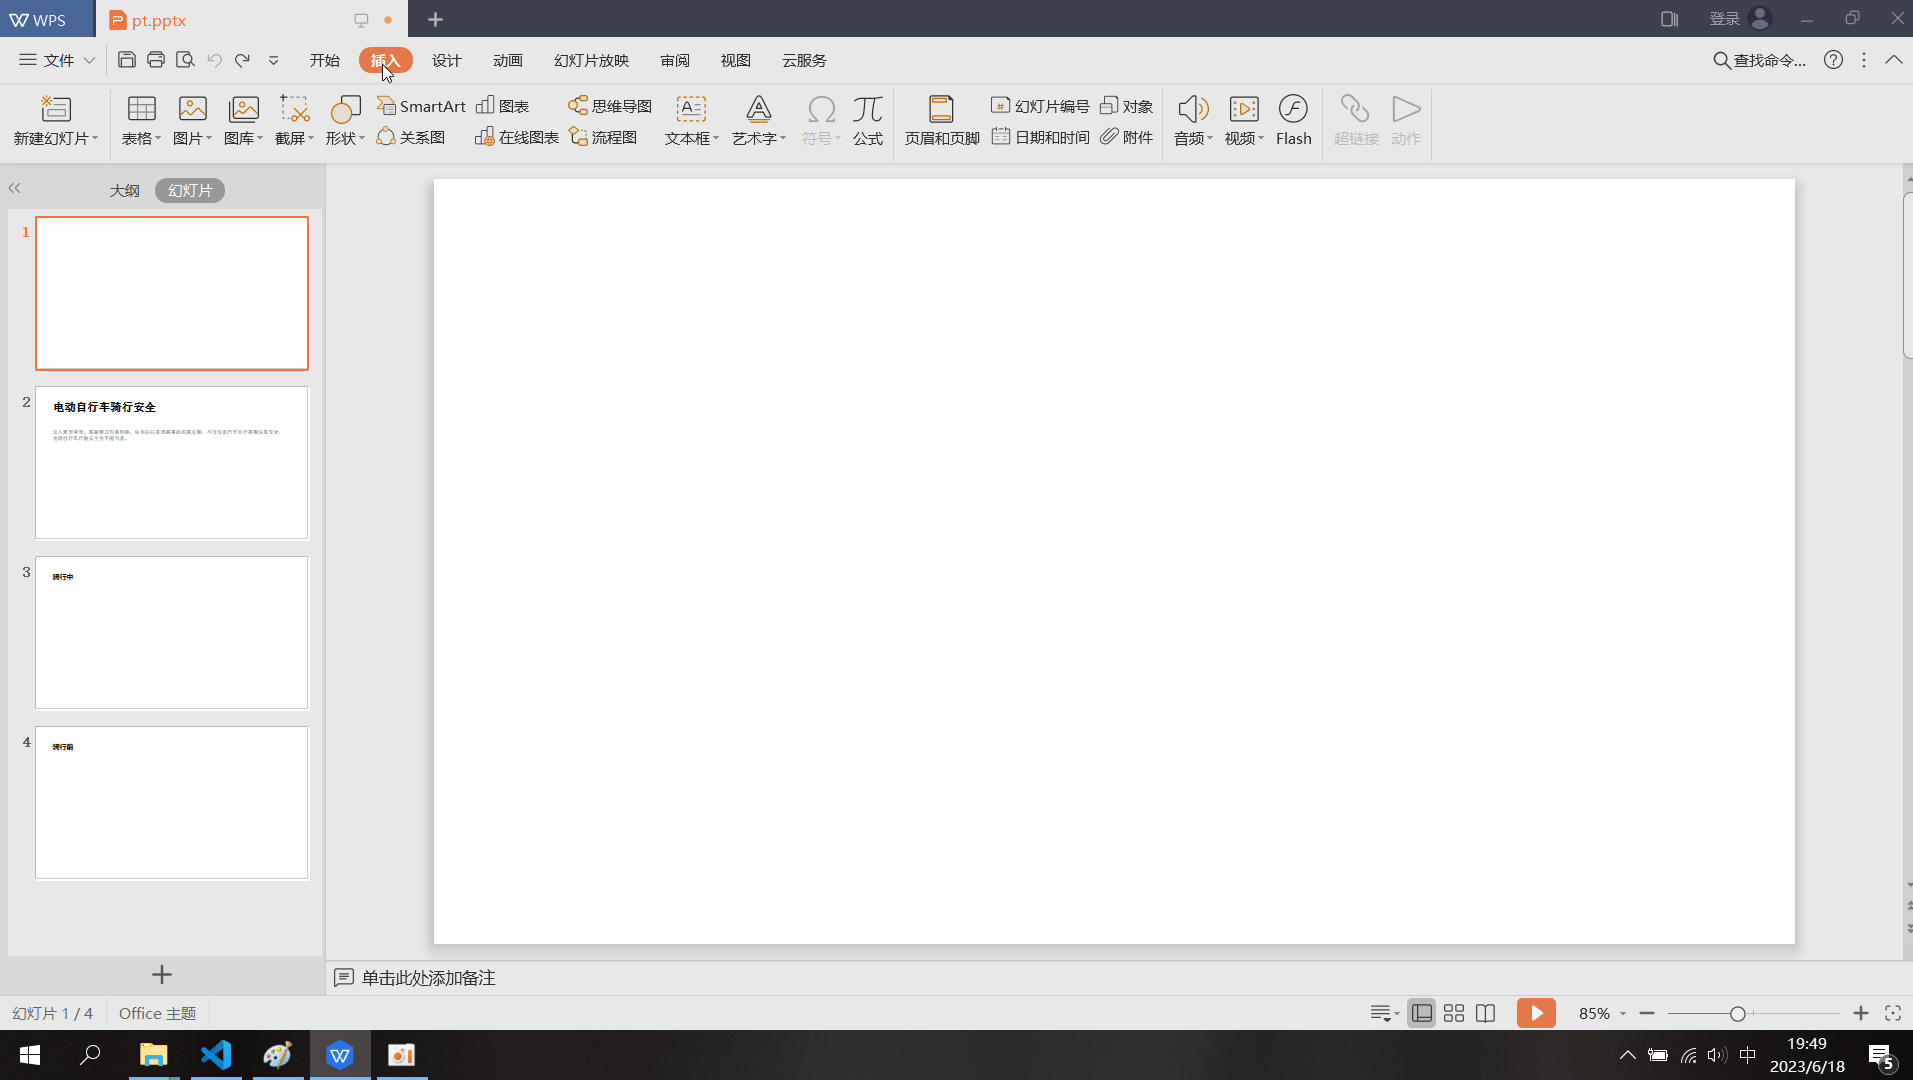 WPS
pt.pptx
登录
文件
开始
插入
设计
动画
幻灯片放映
审阅
视图
云服务
查找命令...
新建幻灯片
表格
图片
图库
截屏
形状
SmartArt
关系图
图表
在线图表
思维导图
流程图
文本框
艺术字
符号
公式
页眉和页脚
幻灯片编号
日期和时间
对象
附件
音频
视频
Flash
超链接
动作
大纲
幻灯片
1
2
电动自行车骑行安全
3
骑行中
4
骑行前
单击此处添加备注
幻灯片 1 / 4
Office 主题
85%
中
19:49
2023/6/18
5